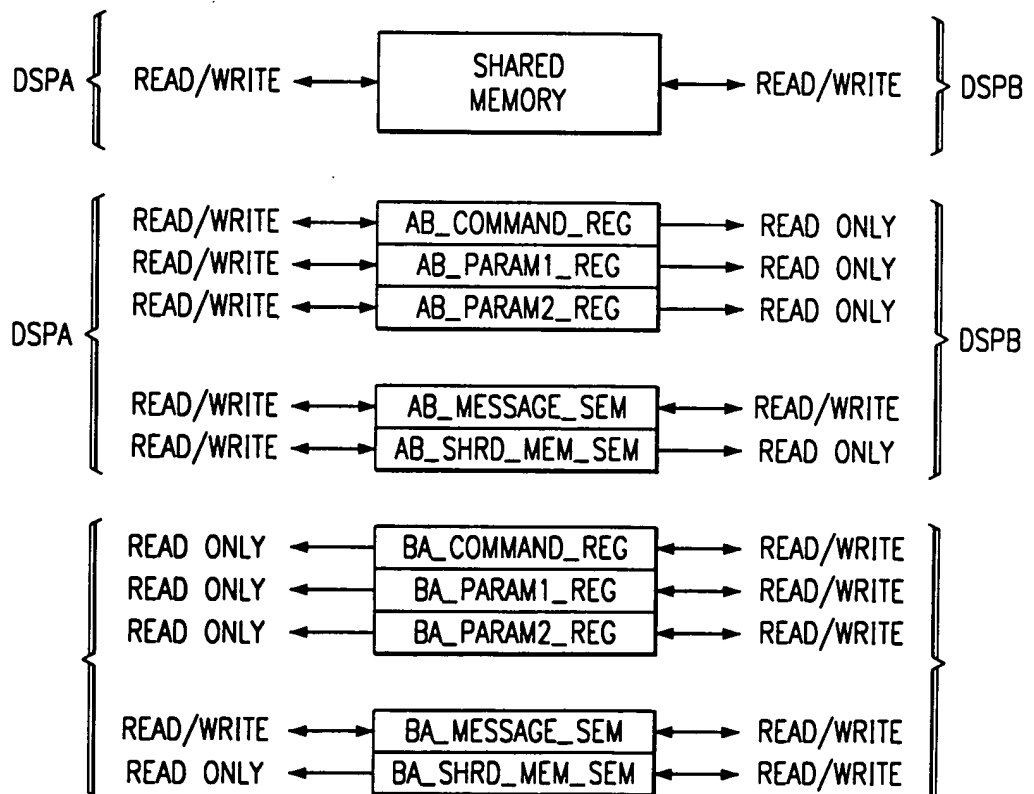 DSPA READ/WRITE SHARED MEMORY READ/WRITE DSPB
READ/WRITE AB_COMMAND_REG READ ONLY
READ/WRITE AB_PARAM1_REG READ ONLY
READ/WRITE AB_PARAM2_REG READ ONLY
DSPA DSPB
READ/WRITE AB_MESSAGE_SEM READ/WRITE
READ/WRITE AB_SHRD_MEM_SEM READ ONLY
READ ONLY BA_COMMAND_REG READ/WRITE
READ ONLY BA_PARAM1_REG READ/WRITE
READ ONLY BA_PARAM2_REG READ/WRITE
READ/WRITE BA_MESSAGE_SEM READ/WRITE
READ ONLY BA_SHRD_MEM_SEM READ/WRITE